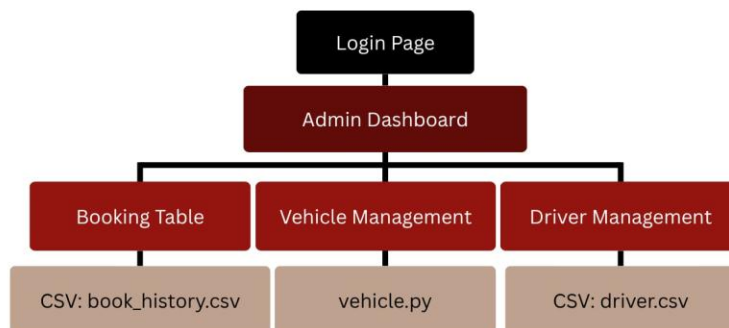 Login Page
Admin Dashboard
Booking Table
Vehicle Management
Driver Management
CSV: book_history.csv
vehicle.py
CSV: driver.csv